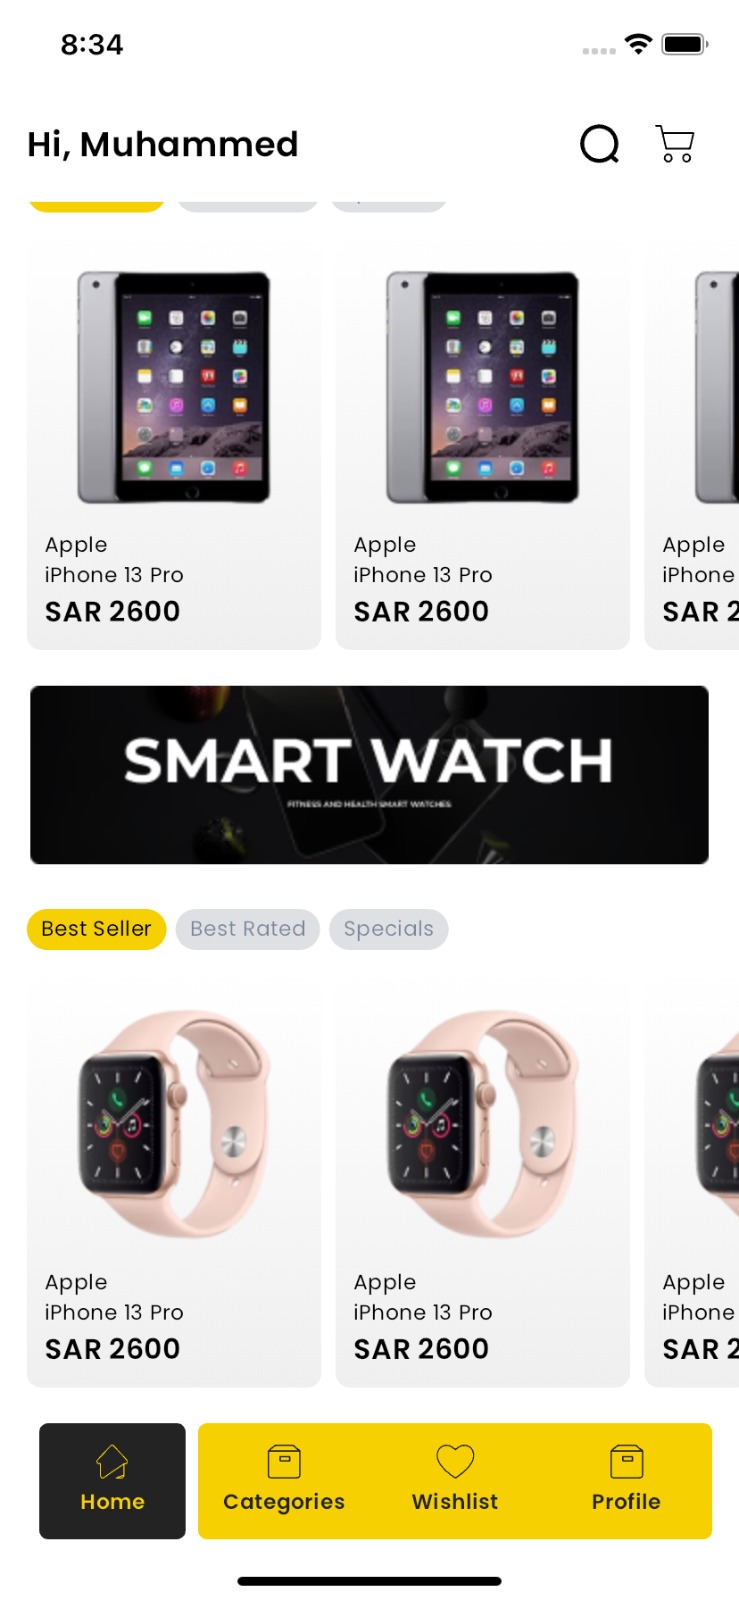 8:34
Hi, Muhammed
Apple
iPhone 13 Pro
SAR 2600
Apple
iPhone 13 Pro
SAR 2600
Apple
iPhone
SAR 2
SMART WATCH
FITNESS AND HEALTH SMART WATCHES
Best Seller
Best Rated
Specials
Apple
iPhone 13 Pro
SAR 2600
Apple
iPhone 13 Pro
SAR 2600
Apple
iPhone
SAR 2
Home
Categories
Wishlist
Profile